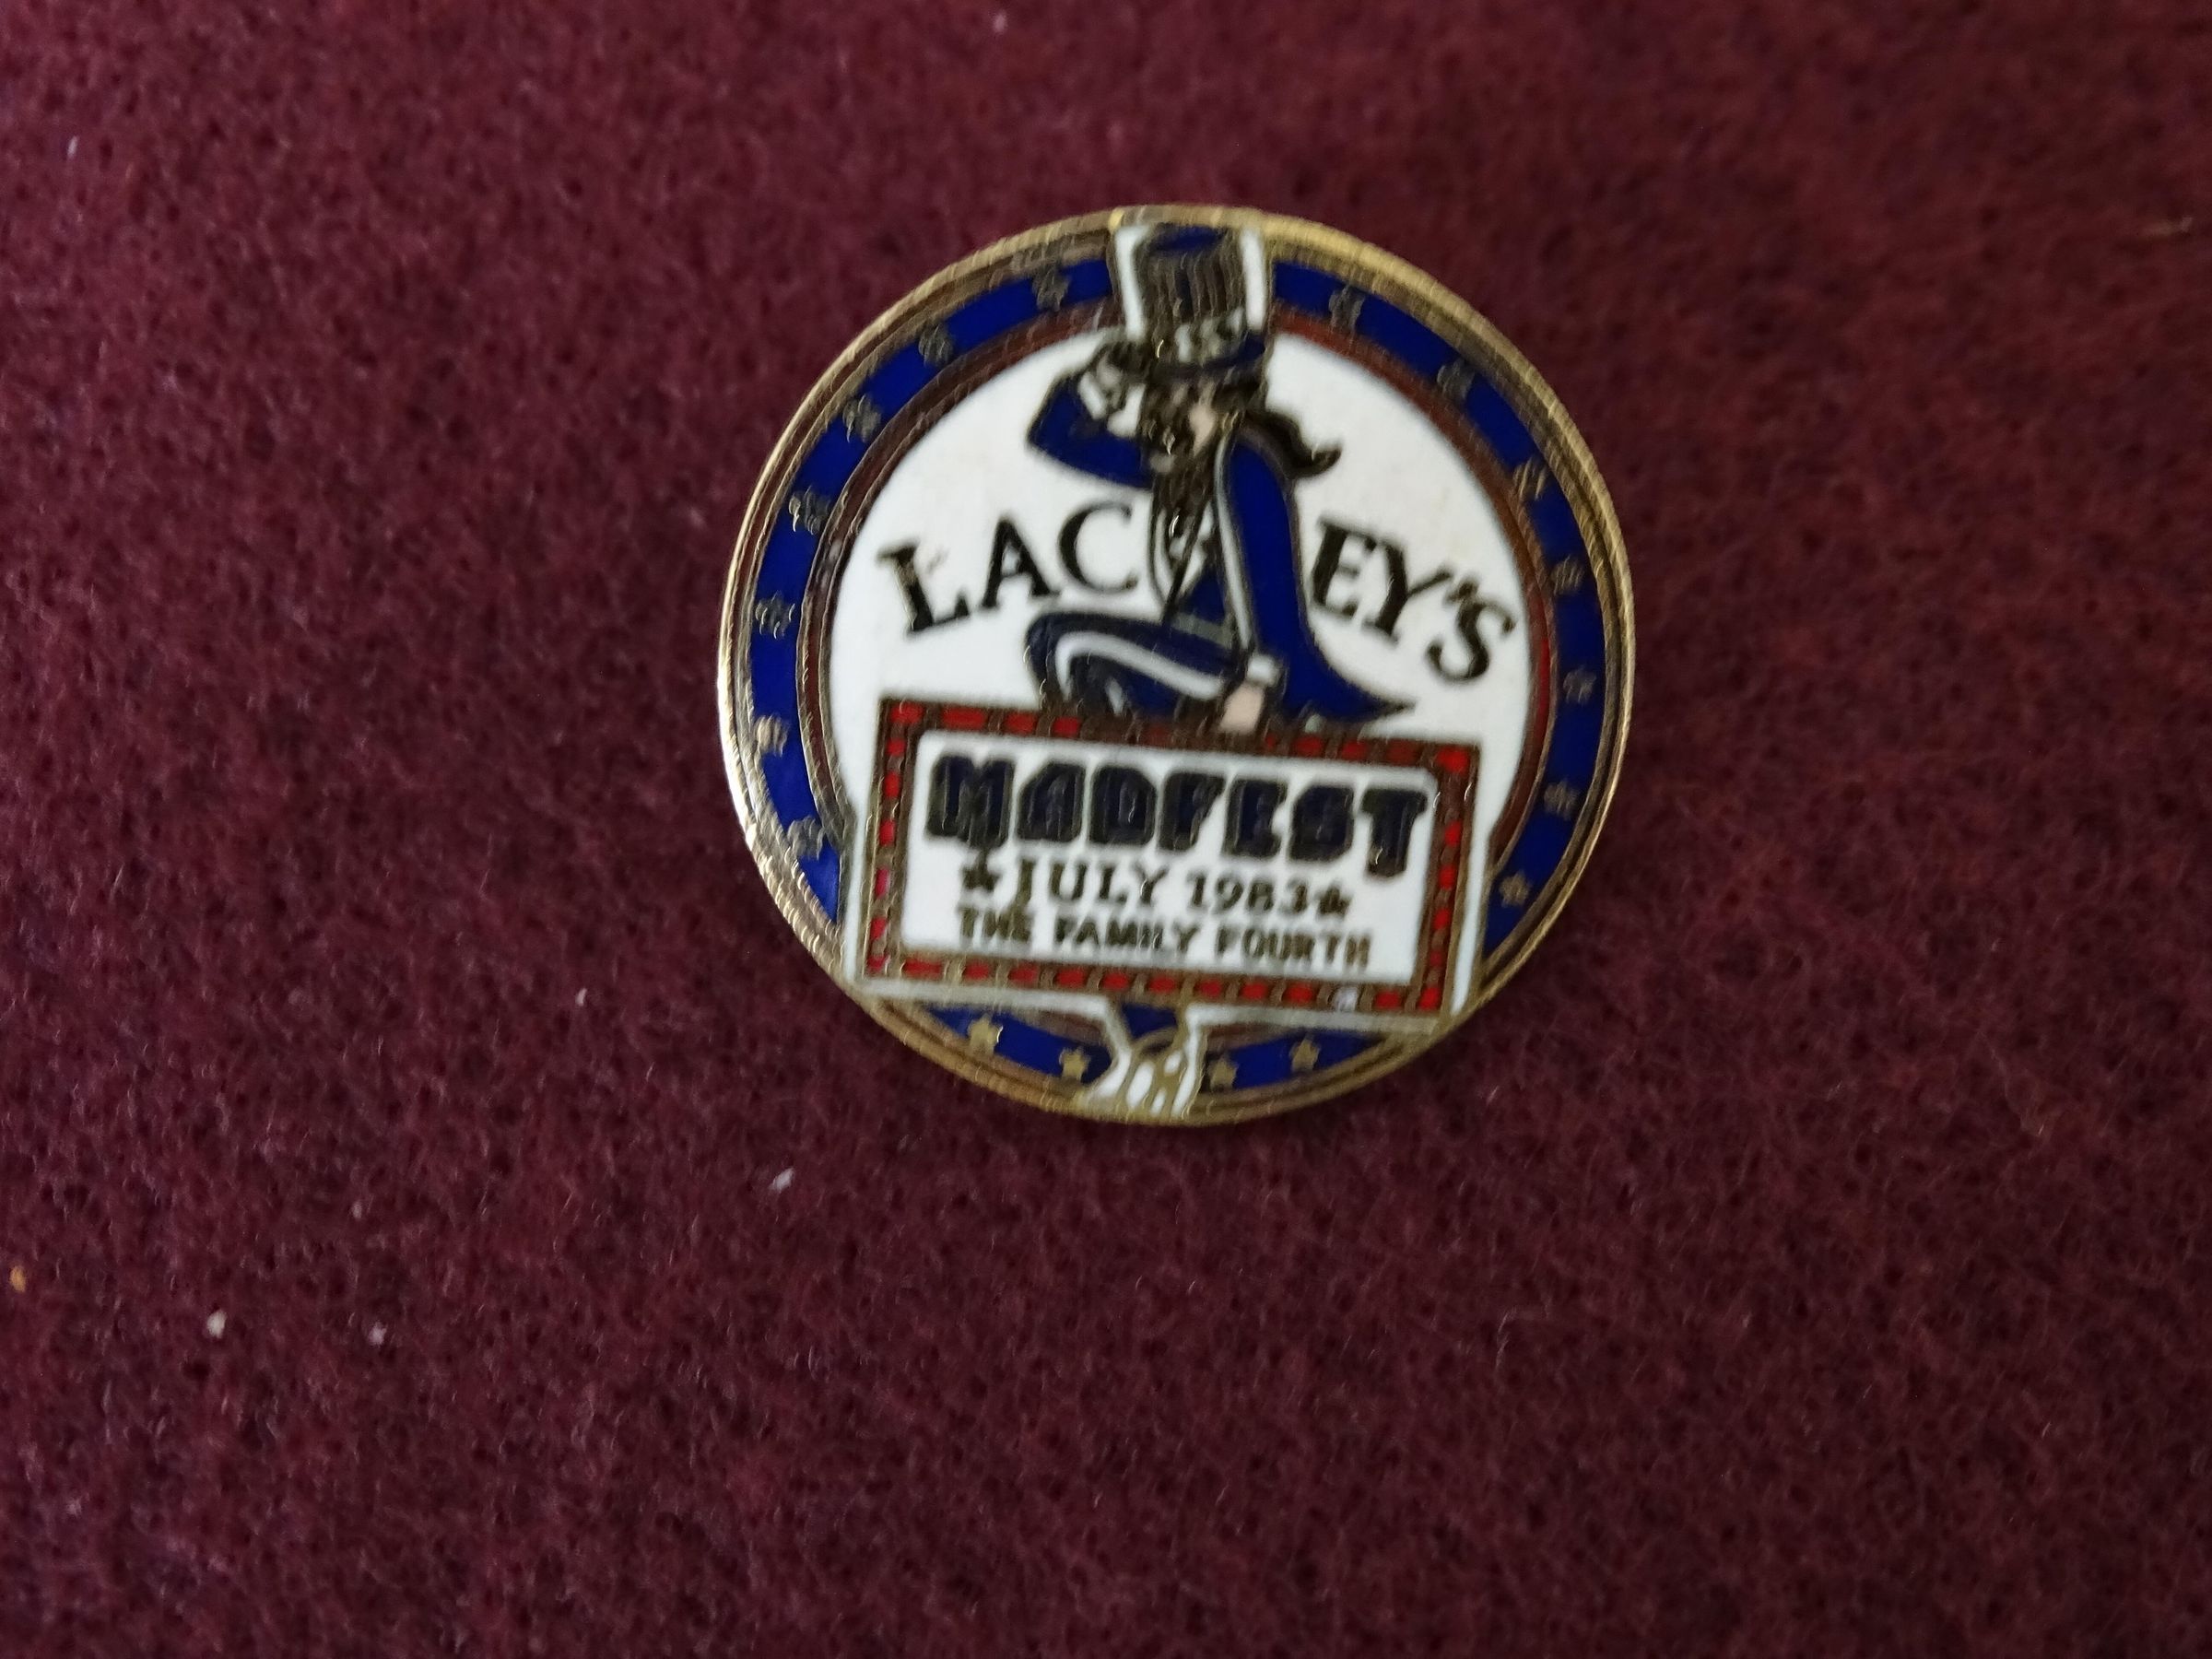 LACEY'S
MADFEST
★JULY 1983★
THE FAMILY FOURTH